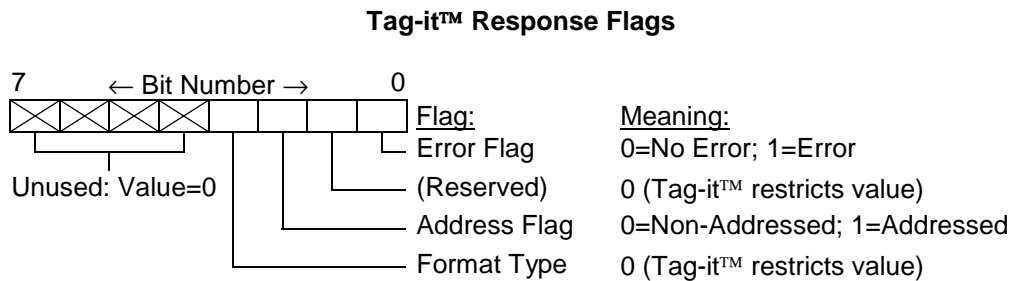 Tag-it™ Response Flags
7 ← Bit Number → 0
Flag: Meaning:
Error Flag 0=No Error; 1=Error
Unused: Value=0 (Reserved) 0 (Tag-it™ restricts value)
Address Flag 0=Non-Addressed; 1=Addressed
Format Type 0 (Tag-it™ restricts value)